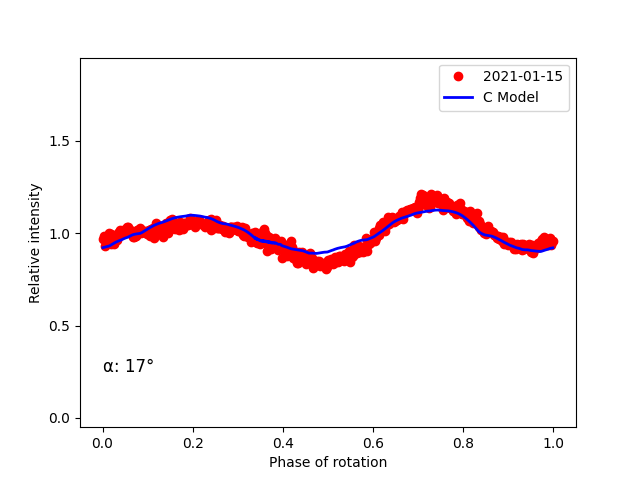 2021-01-15
C Model
1.5
1.0
0.5
0.0
Relative intensity
α: 17°
0.0 0.2 0.4 0.6 0.8 1.0
Phase of rotation